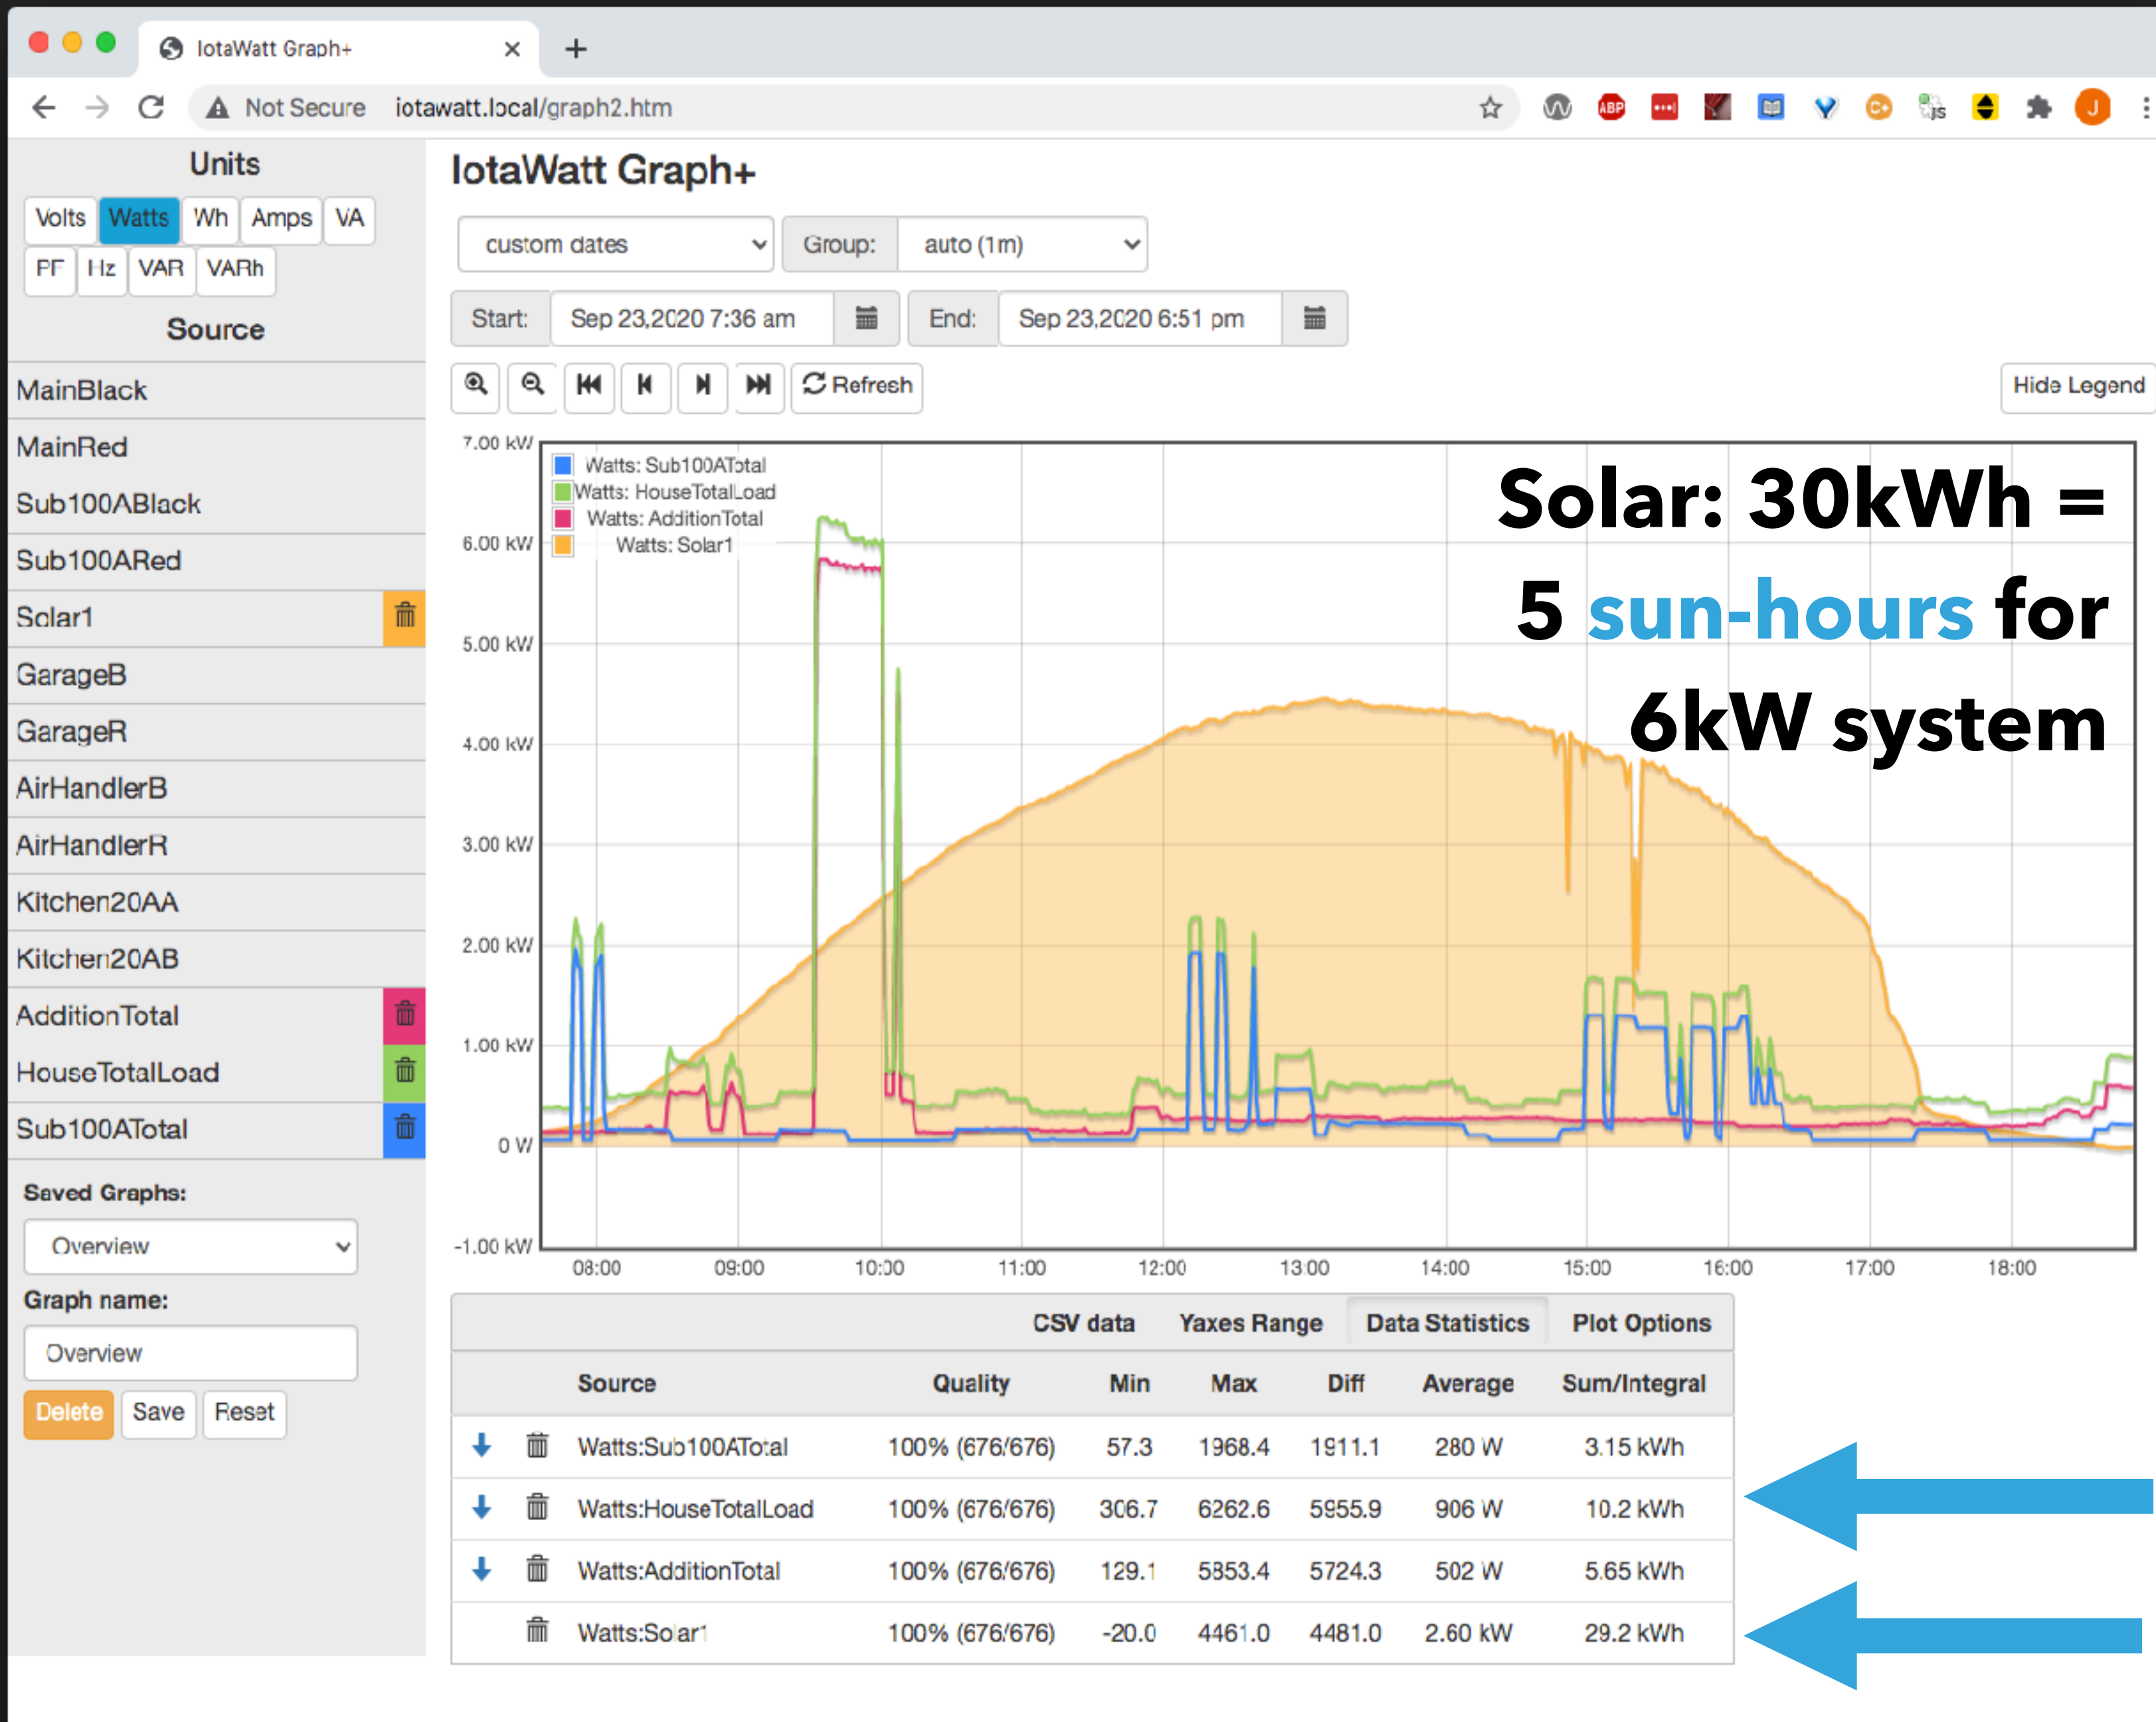 IotaWatt Graph+
Not Secure iotawatt.local/graph2.htm
ABP
C+
JS
J
Units
Volts Watts Wh Amps VA
PF Hz VAR VARh
Source
MainBlack
MainRed
Sub100ABlack
Sub100ARed
Solar1
GarageB
GarageR
AirHandlerB
AirHandlerR
Kitchen20AA
Kitchen20AB
AdditionTotal
HouseTotalLoad
Sub100ATotal
Saved Graphs:
Overview
Graph name:
Overview
Delete Save Reset
IotaWatt Graph+
custom dates Group: auto (1m)
Start: Sep 23,2020 7:36 am End: Sep 23,2020 6:51 pm
Refresh
Hide Legend
7.00 kW
6.00 kW
5.00 kW
4.00 kW
3.00 kW
2.00 kW
1.00 kW
0 W
-1.00 kW
Watts: Sub100ATotal
Watts: HouseTotalLoad
Watts: AdditionTotal
Watts: Solar1
Solar: 30kWh =
5 sun-hours for
6kW system
08:00 09:00 10:00 11:00 12:00 13:00 14:00 15:00 16:00 17:00 18:00
CSV data Yaxes Range Data Statistics Plot Options
Source Quality Min Max Diff Average Sum/Integral
Watts:Sub100ATotal 100% (676/676) 57.3 1968.4 1911.1 280 W 3.15 kWh
Watts:HouseTotalLoad 100% (676/676) 306.7 6262.6 5955.9 906 W 10.2 kWh
Watts:AdditionTotal 100% (676/676) 129.1 5853.4 5724.3 502 W 5.65 kWh
Watts:Solar1 100% (676/676) -20.0 4461.0 4481.0 2.60 kW 29.2 kWh